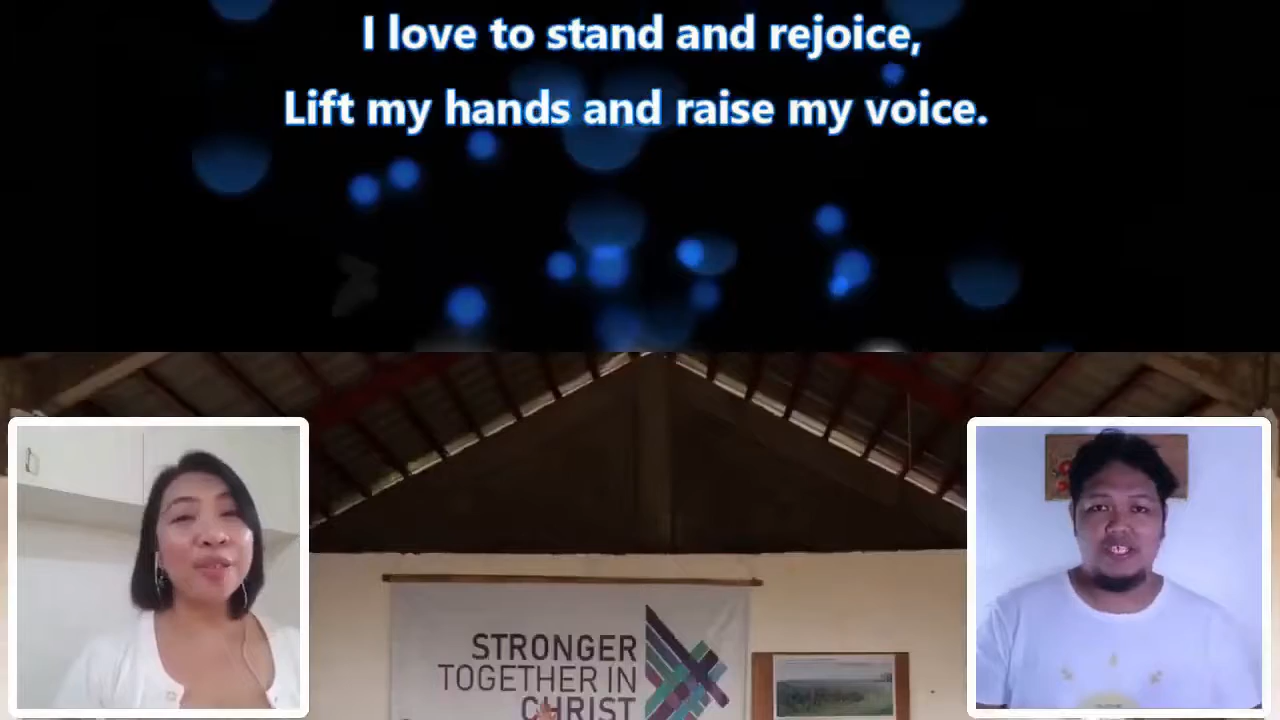 I love to stand and rejoice,
Lift my hands and raise my voice.
STRONGER
TOGETHER IN
CHRIST